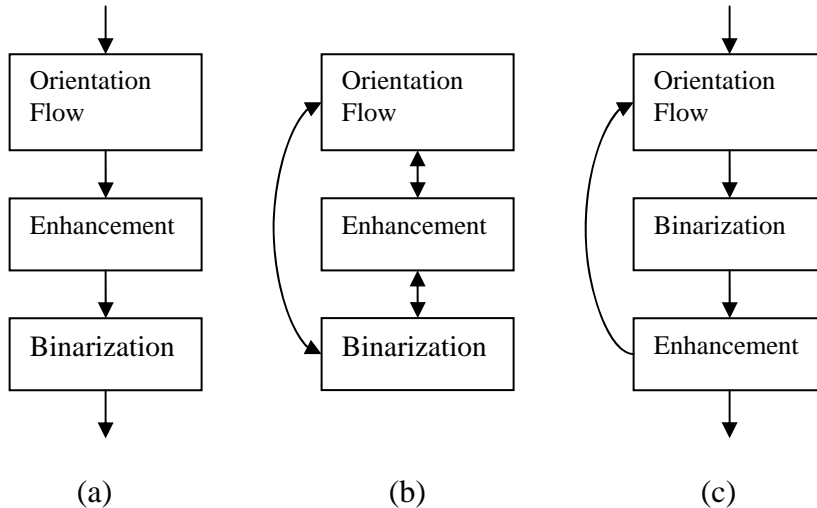 Orientation
Flow
Enhancement
Binarization
(a)
Orientation
Flow
Enhancement
Binarization
(b)
Orientation
Flow
Binarization
Enhancement
(c)